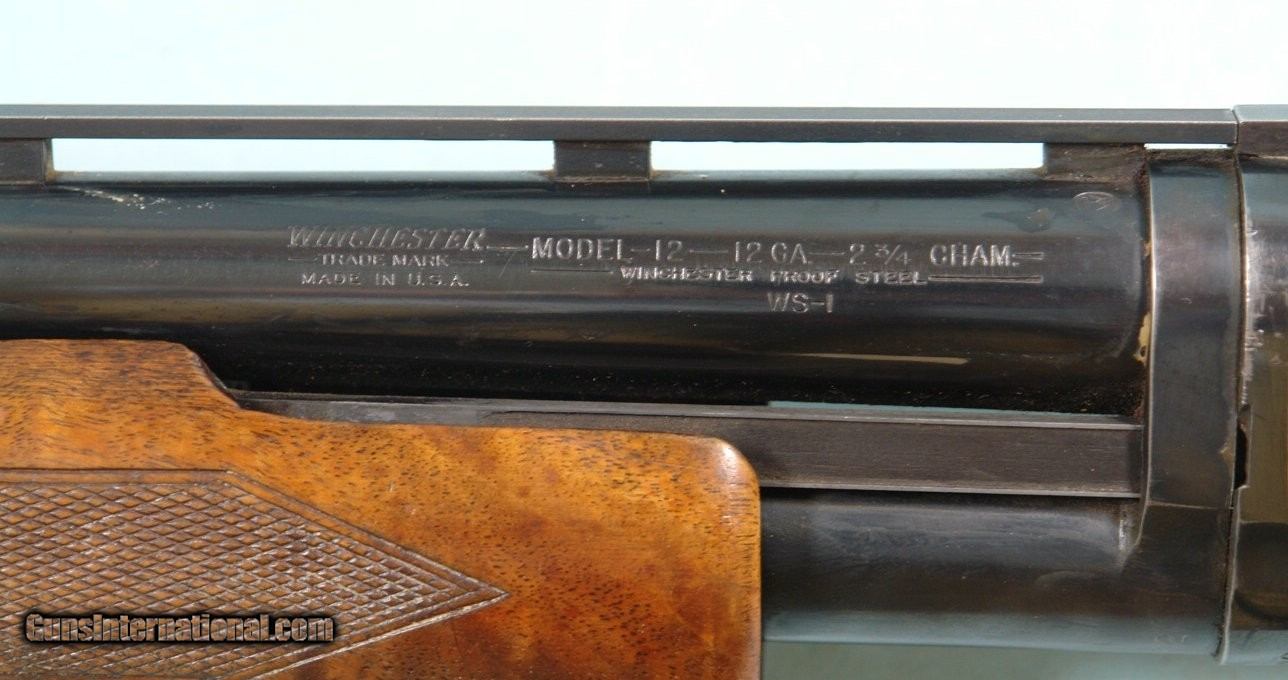 WINCHESTER—MODEL—12—12 GA.—2 3/4 CHAM.
TRADE MARK
WINCHESTER PROOF STEEL
MADE IN U.S.A.
WS-1
GunsInternational.com